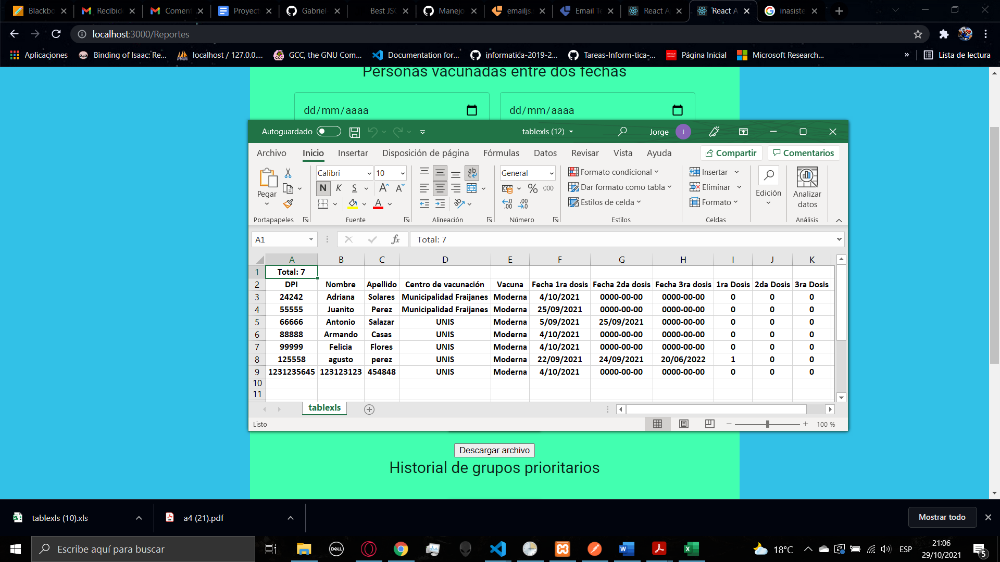 Blackbo
Recibid
Coment
Proyect
Gabriel-
Best JSO
Manejo
emailjs.
Email Te
React A
React A
inasiste
localhost:3000/Reportes
Aplicaciones
Binding of Isaac: Re...
localhost / 127.0.0....
GCC, the GNU Com...
Documentation for...
informatica-2019-2...
Tareas-Inform-tica-...
Página Inicial
Microsoft Research...
»
Lista de lectura
Personas vacunadas entre dos fechas
dd/mm/aaaa
dd/mm/aaaa
Autoguardado
tablexls (12)
Jorge
J
Archivo
Inicio
Insertar
Disposición de página
Fórmulas
Datos
Revisar
Vista
Ayuda
Compartir
Comentarios
Pegar
Portapapeles
Calibri
10
N K S
A A
A
Fuente
ab
c
Alineación
General
% 000
Número
Formato condicional
Dar formato como tabla
Estilos de celda
Estilos
Insertar
Eliminar
Formato
Celdas
Edición
Analizar
datos
Análisis
A1
fx
Total: 7
A B C D E F G H I J K
1 Total: 7
2 DPI Nombre Apellido Centro de vacunación Vacuna Fecha 1ra dosis Fecha 2da dosis Fecha 3ra dosis 1ra Dosis 2da Dosis 3ra Dosis
3 24242 Adriana Solares Municipalidad Fraijanes Moderna 4/10/2021 0000-00-00 0000-00-00 0 0 0
4 55555 Juanito Perez Municipalidad Fraijanes Moderna 25/09/2021 0000-00-00 0000-00-00 0 0 0
5 66666 Antonio Salazar UNIS Moderna 5/09/2021 25/09/2021 0000-00-00 0 0 0
6 88888 Armando Casas UNIS Moderna 4/10/2021 0000-00-00 0000-00-00 0 0 0
7 99999 Felicia Flores UNIS Moderna 4/10/2021 0000-00-00 0000-00-00 0 0 0
8 125558 agusto perez UNIS Moderna 22/09/2021 24/09/2021 20/06/2022 1 0 0
9 1231235645 123123123 454848 UNIS Moderna 4/10/2021 0000-00-00 0000-00-00 0 0 0
10
11
tablexls
Listo
100 %
Descargar archivo
Historial de grupos prioritarios
tablexls (10).xls
a4 (21).pdf
Mostrar todo
Escribe aquí para buscar
DELL
18°C
ESP
21:06
29/10/2021
5